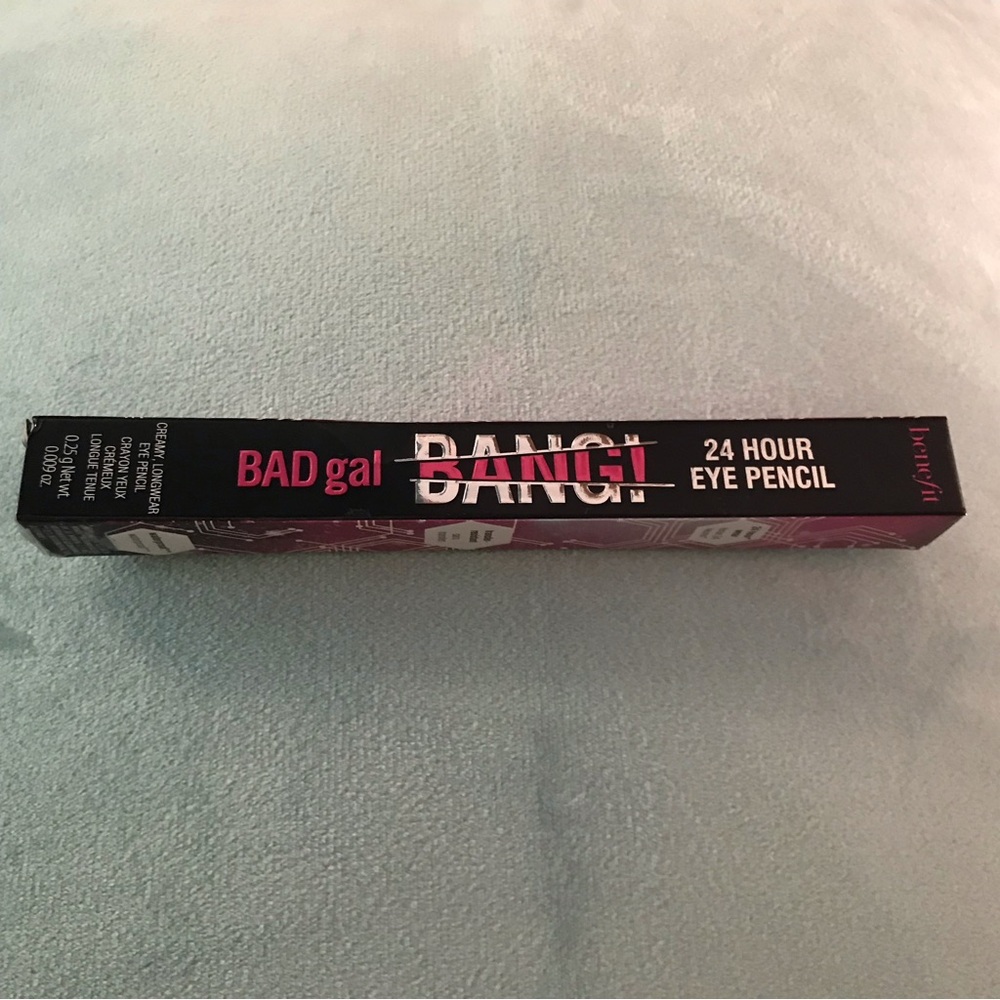 BAD gal
BANG!
24 HOUR
EYE PENCIL
benefit
CREAMY, LONGWEAR
EYE PENCIL
CRAYON YEUX
CRÉMEUX
LONGUE TENUE
0.25 g Net wt.
0.009 oz.